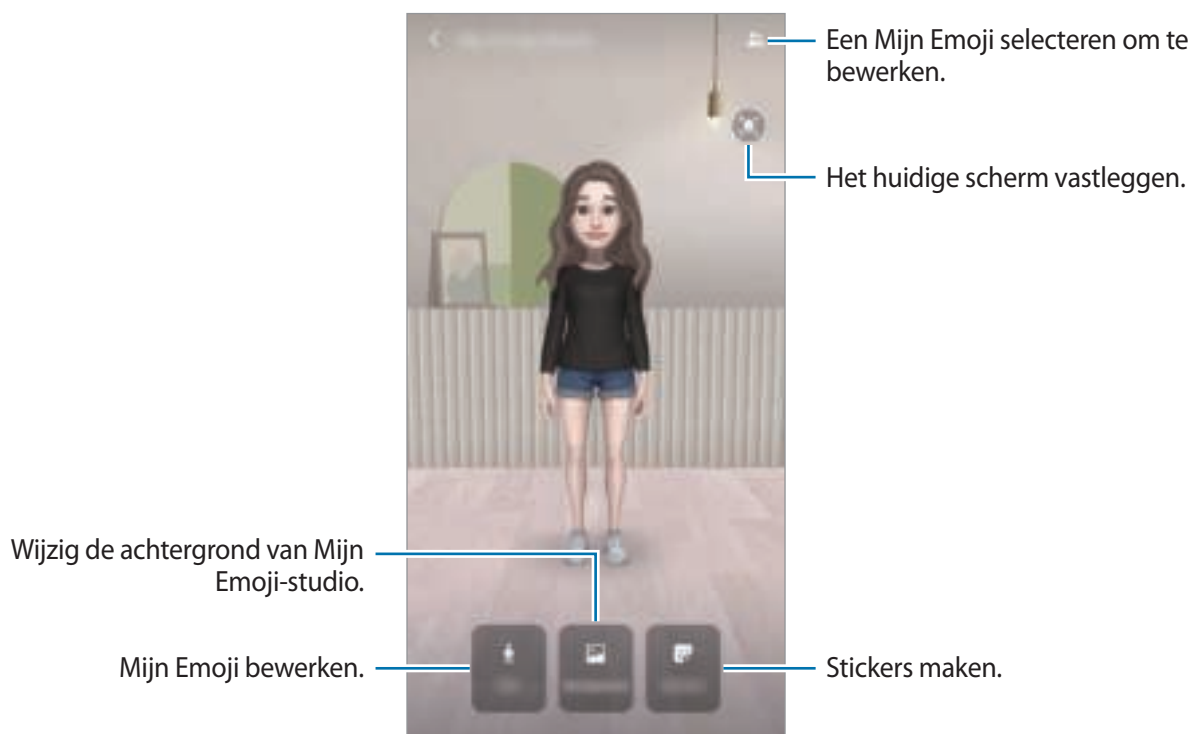 Een Mijn Emoji selecteren om te
bewerken.
Het huidige scherm vastleggen.
Wijzig de achtergrond van Mijn
Emoji-studio.
Mijn Emoji bewerken.
Stickers maken.